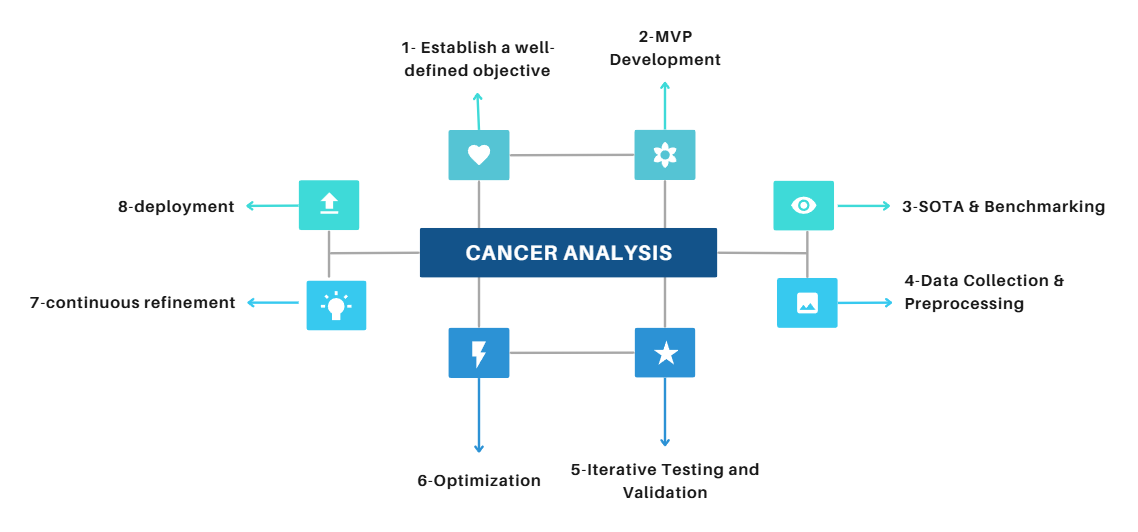 1- Establish a well-
defined objective
2-MVP
Development
8-deployment
3-SOTA & Benchmarking
CANCER ANALYSIS
7-continuous refinement
4-Data Collection &
Preprocessing
6-Optimization
5-Iterative Testing and
Validation